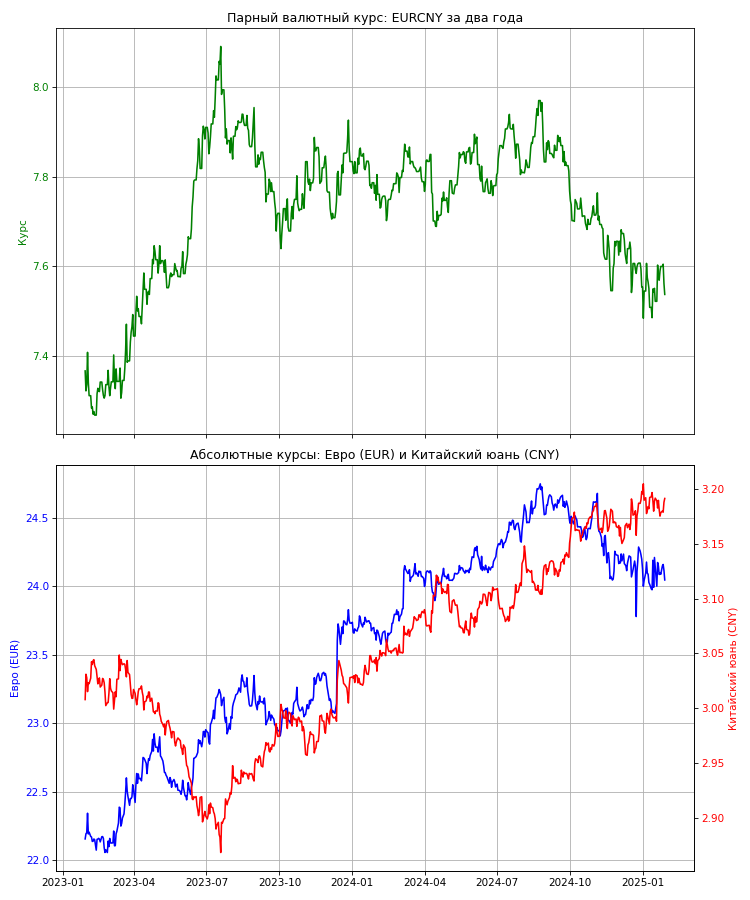 Парный валютный курс: EURCNY за два года
8.0
7.8
7.6
7.4
Курс
Абсолютные курсы: Евро (EUR) и Китайский юань (CNY)
24.5
24.0
23.5
23.0
22.5
22.0
Евро (EUR)
3.20
3.15
3.10
3.05
3.00
2.95
2.90
Китайский юань (CNY)
2023-01 2023-04 2023-07 2023-10 2024-01 2024-04 2024-07 2024-10 2025-01